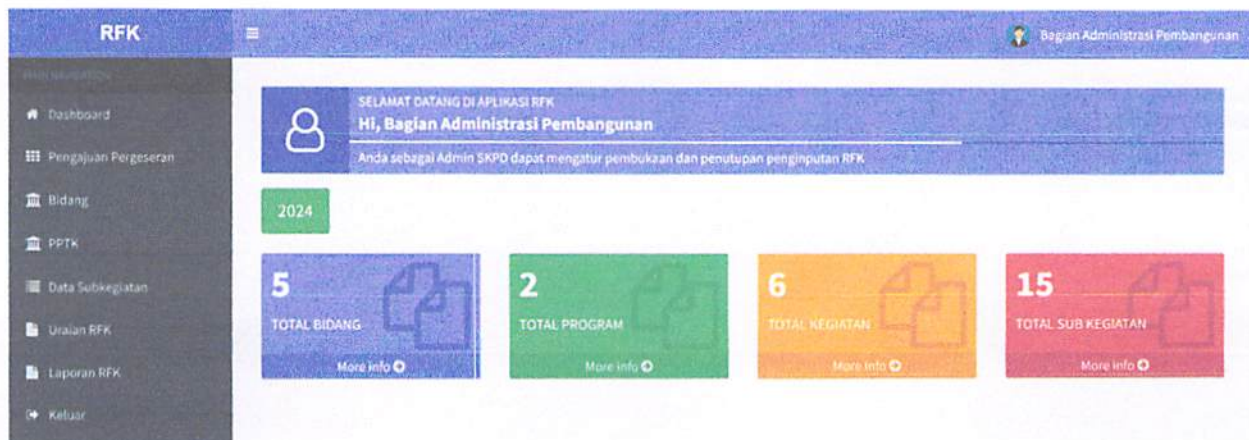 RFK
Bagian Administrasi Pembangunan
MAIN NAVIGATION
Dashboard
Pengajuan Pergeseran
Bidang
PPTK
Data Subkegiatan
Uraian RFK
Laporan RFK
Keluar
SELAMAT DATANG DI APLIKASI RFK
Hi, Bagian Administrasi Pembangunan
Anda sebagai Admin SKPD dapat mengatur pembukaan dan penutupan penginputan RFK
2024
5
TOTAL BIDANG
More info
2
TOTAL PROGRAM
More info
6
TOTAL KEGIATAN
More info
15
TOTAL SUB KEGIATAN
More info